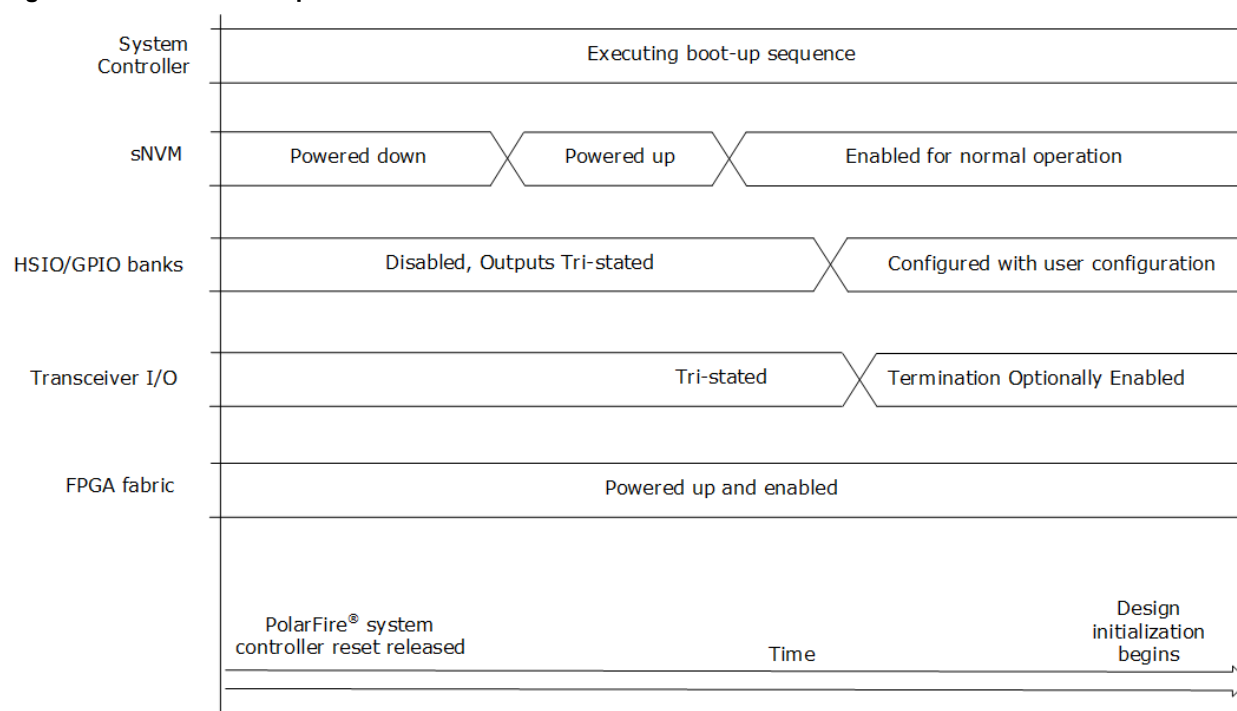 System
Controller
Executing boot-up sequence
sNVM
Powered down
Powered up
Enabled for normal operation
HSIO/GPIO banks
Disabled, Outputs Tri-stated
Configured with user configuration
Transceiver I/O
Tri-stated
Termination Optionally Enabled
FPGA fabric
Powered up and enabled
PolarFire® system
controller reset released
Time
Design
initialization
begins